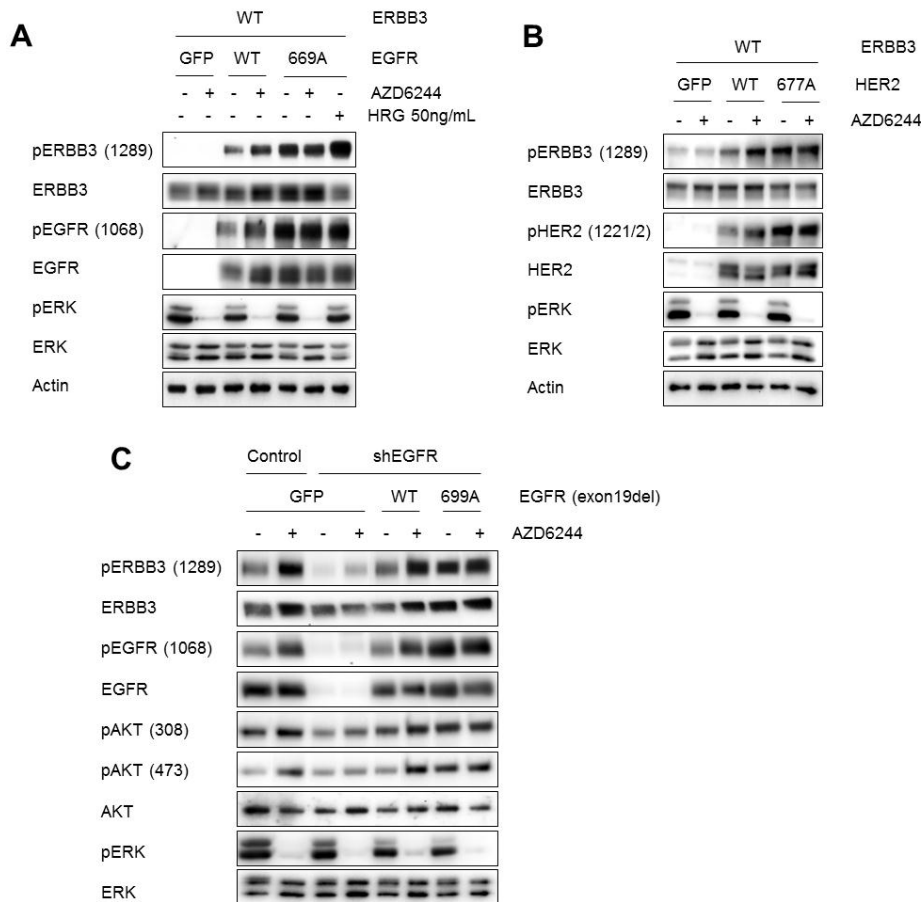 A
WT ERBB3
GFP WT 669A EGFR
- + - + - + - AZD6244
+ HRG 50ng/mL
pERBB3 (1289)
ERBB3
pEGFR (1068)
EGFR
pERK
ERK
Actin
B
WT ERBB3
GFP WT 677A HER2
- + - + - + AZD6244
pERBB3 (1289)
ERBB3
pHER2 (1221/2)
HER2
pERK
ERK
Actin
C
Control shEGFR
GFP WT 699A EGFR (exon19del)
- + - + - + - + AZD6244
pERBB3 (1289)
ERBB3
pEGFR (1068)
EGFR
pAKT (308)
pAKT (473)
AKT
pERK
ERK